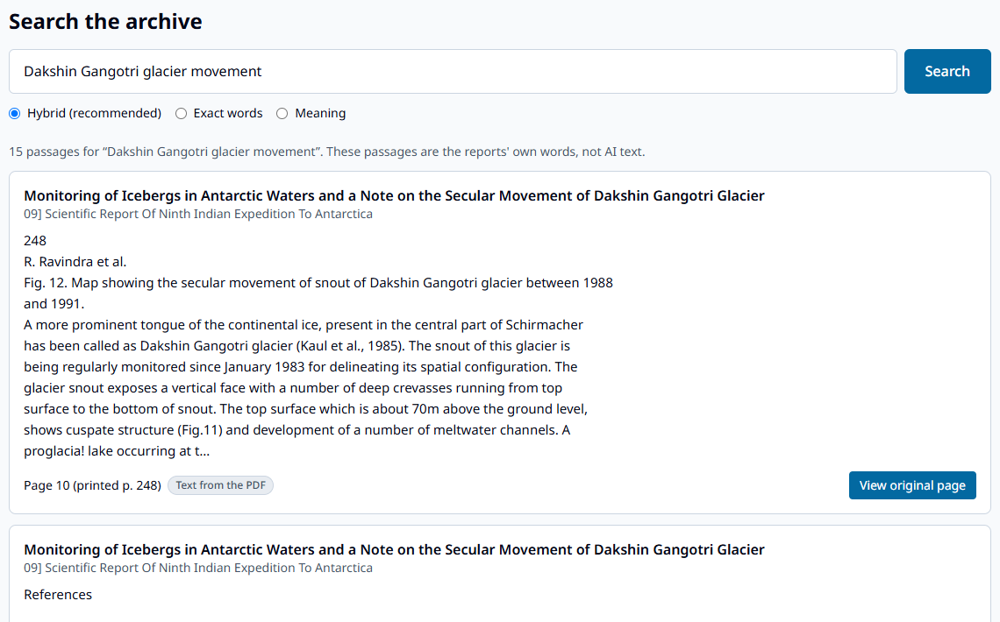 Search the archive
Dakshin Gangotri glacier movement
Search
Hybrid (recommended) Exact words Meaning
15 passages for “Dakshin Gangotri glacier movement”. These passages are the reports' own words, not AI text.
Monitoring of Icebergs in Antarctic Waters and a Note on the Secular Movement of Dakshin Gangotri Glacier
09] Scientific Report Of Ninth Indian Expedition To Antarctica
248
R. Ravindra et al.
Fig. 12. Map showing the secular movement of snout of Dakshin Gangotri glacier between 1988
and 1991.
A more prominent tongue of the continental ice, present in the central part of Schirmacher
has been called as Dakshin Gangotri glacier (Kaul et al., 1985). The snout of this glacier is
being regularly monitored since January 1983 for delineating its spatial configuration. The
glacier snout exposes a vertical face with a number of deep crevasses running from top
surface to the bottom of snout. The top surface which is about 70m above the ground level,
shows cuspate structure (Fig.11) and development of a number of meltwater channels. A
proglacia! lake occurring at t...
Page 10 (printed p. 248) Text from the PDF View original page
Monitoring of Icebergs in Antarctic Waters and a Note on the Secular Movement of Dakshin Gangotri Glacier
09] Scientific Report Of Ninth Indian Expedition To Antarctica
References